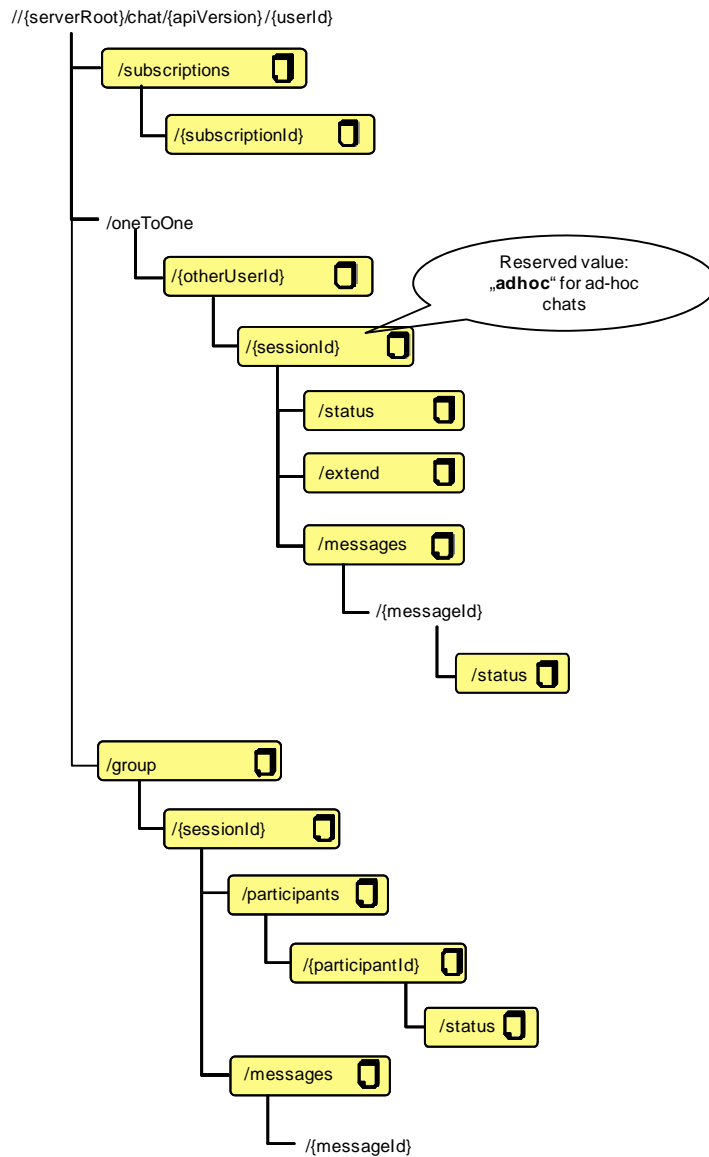 //{serverRoot}/chat/{apiVersion}/{userId}
/subscriptions
/{subscriptionId}
/oneToOne
/{otherUserId}
Reserved value:
„adhoc“ for ad-hoc
chats
/{sessionId}
/status
/extend
/messages
/{messageId}
/status
/group
/{sessionId}
/participants
/{participantId}
/status
/messages
/{messageId}